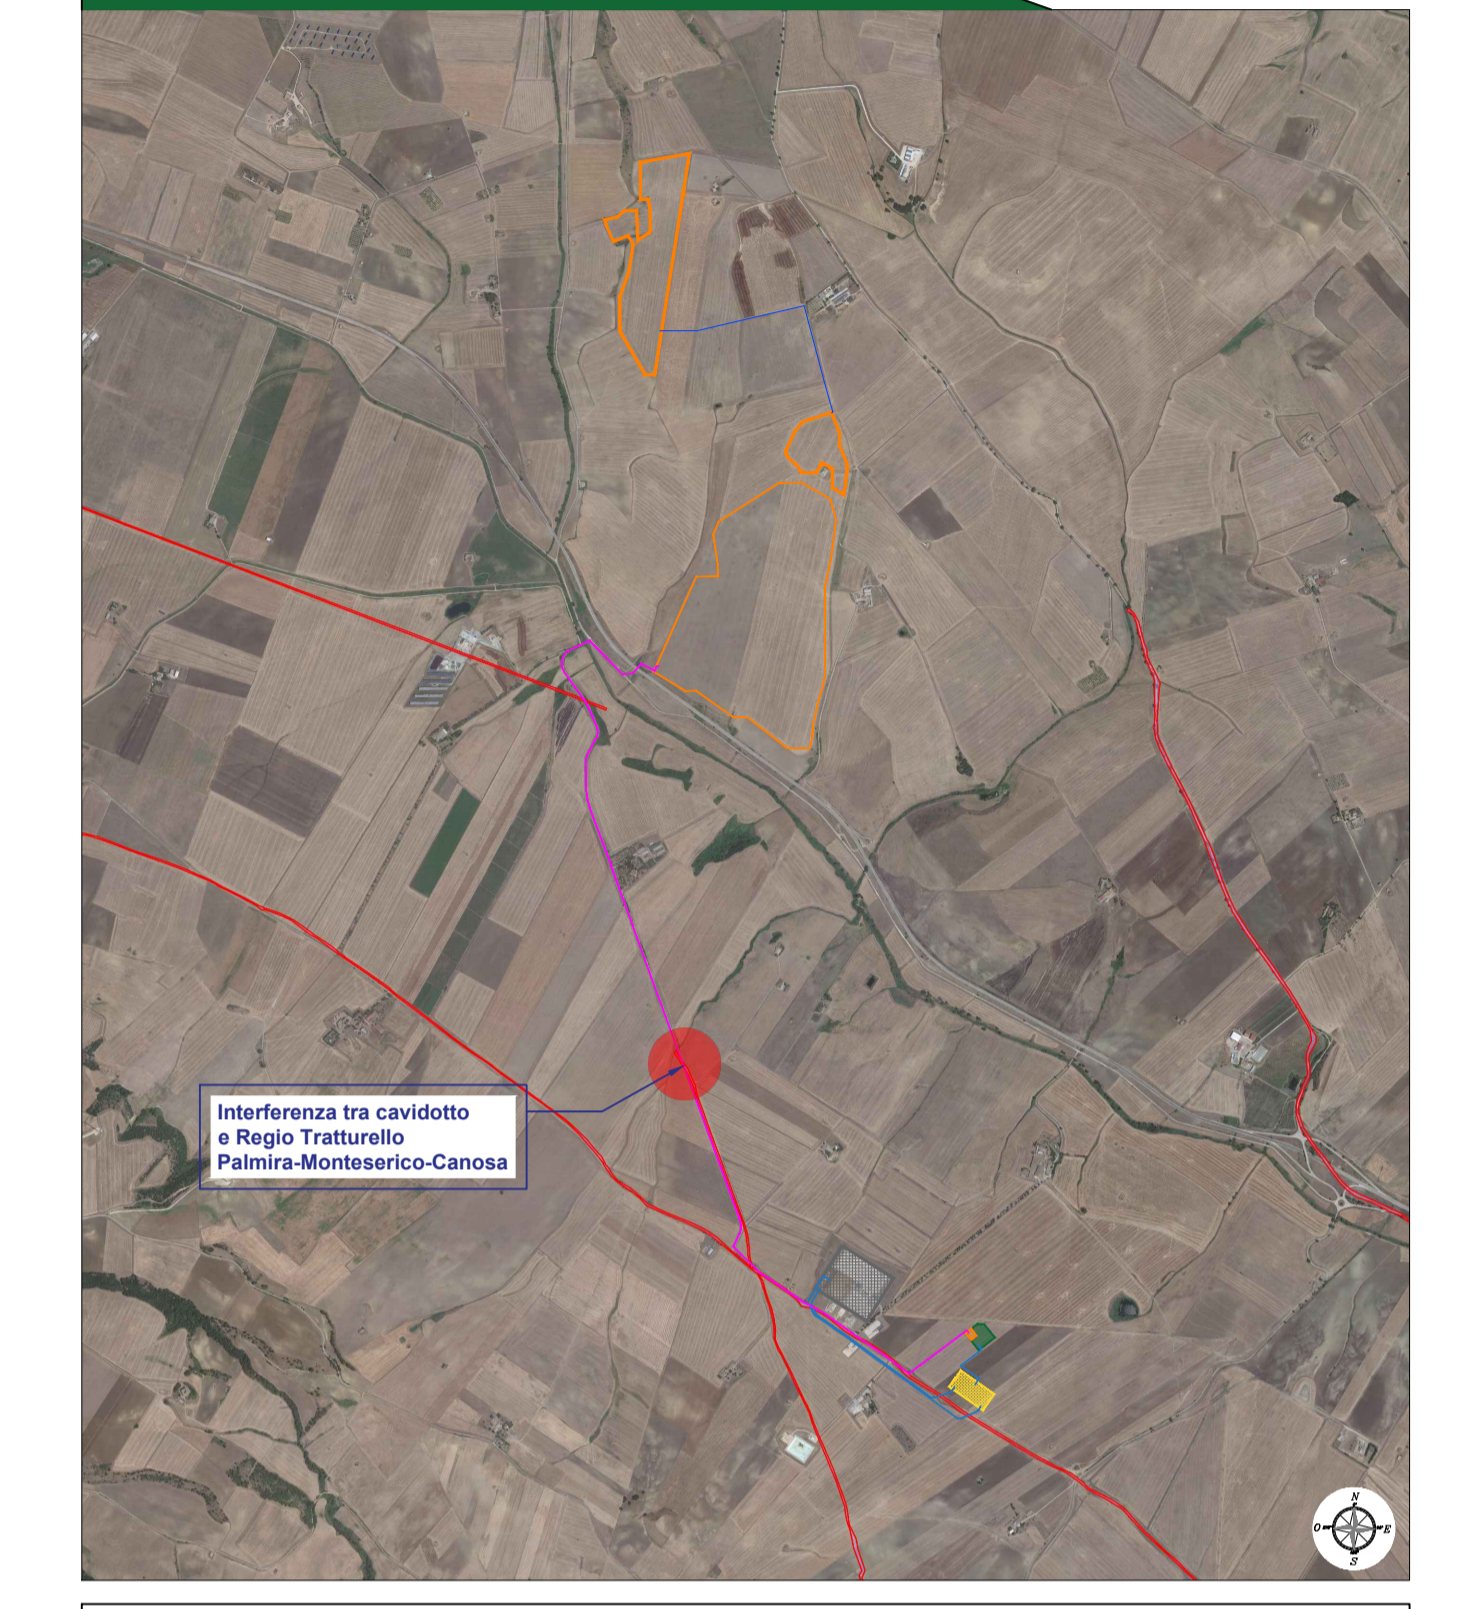 Interferenza tra cavidotto
e Regio Tratturello
Palmira-Monteserico-Canosa
N
O
E
S